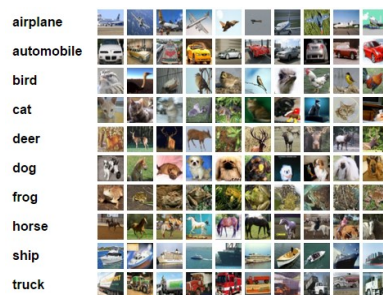 airplane
automobile
bird
cat
deer
dog
frog
horse
ship
truck